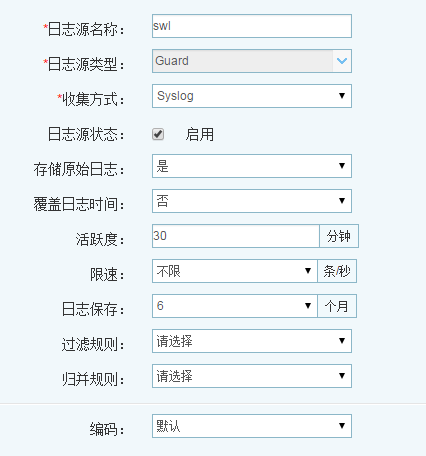 *日志源名称： swl
*日志源类型： Guard
*收集方式： Syslog
日志源状态： 启用
存储原始日志： 是
覆盖日志时间： 否
活跃度： 30 分钟
限速： 不限 条/秒
日志保存： 6 个月
过滤规则： 请选择
归并规则： 请选择
编码： 默认